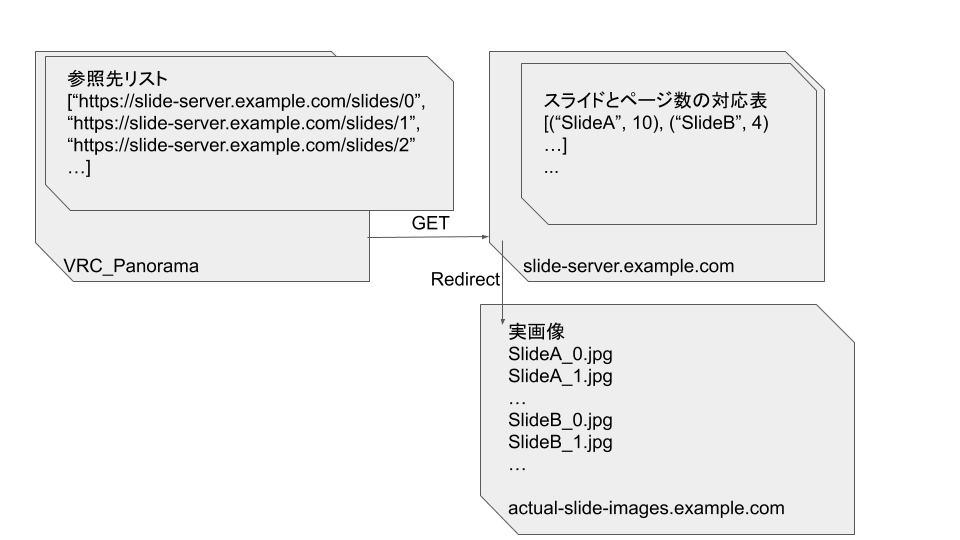 参照先リスト
[“https://slide-server.example.com/slides/0”,
“https://slide-server.example.com/slides/1”,
“https://slide-server.example.com/slides/2”
…]
VRC_Panorama
GET
スライドとページ数の対応表
[(“SlideA”, 10), (“SlideB”, 4)
…]
...
slide-server.example.com
Redirect
実画像
SlideA_0.jpg
SlideA_1.jpg
…
SlideB_0.jpg
SlideB_1.jpg
…
actual-slide-images.example.com